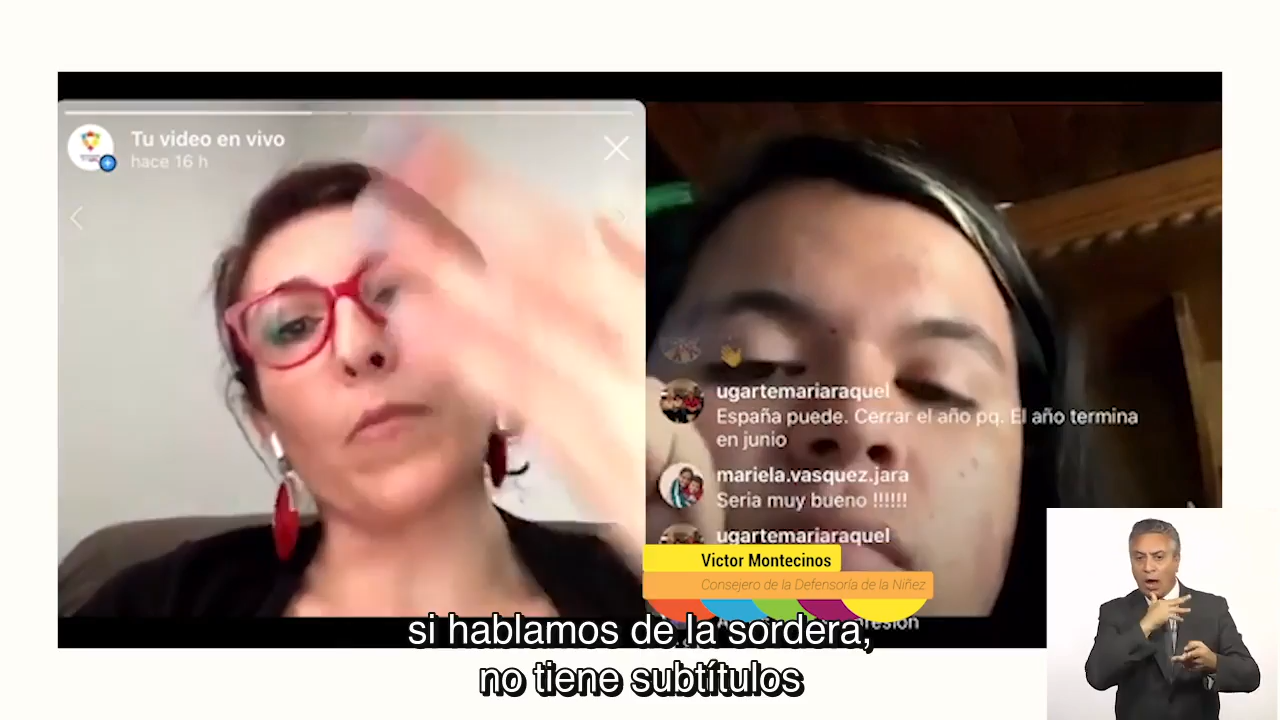 Tu video en vivo
hace 16 h
ugartemariaraquel
España puede. Cerrar el año pq. El año termina
en junio
mariela.vasquez.jara
Seria muy bueno !!!!!!
ugartemariaraquel
Victor Montecinos
Consejero de la Defensoría de la Niñez
si hablamos de la sordera,
no tiene subtítulos